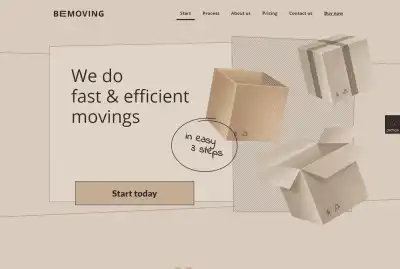 BEMOVING
Start Process About us Pricing Contact us Buy now
We do
fast & efficient
movings
in easy
3 steps
Start today